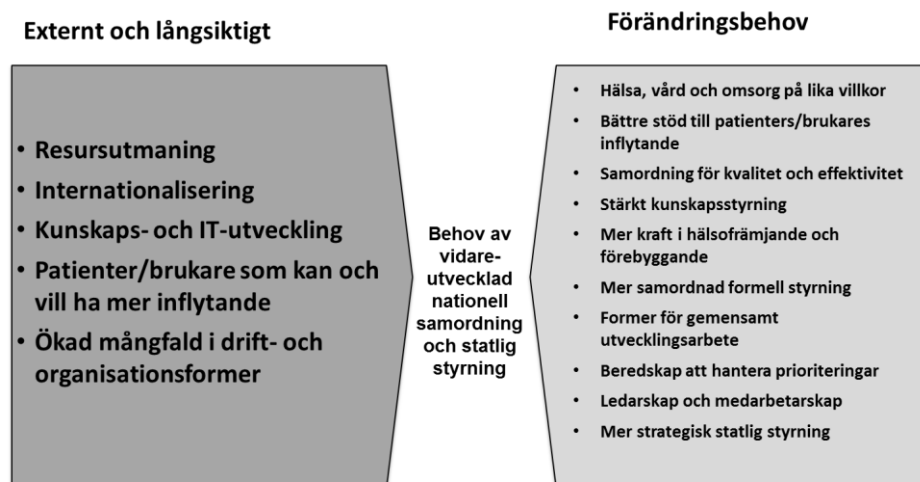 Externt och långsiktigt
• Resursutmaning
• Internationalisering
• Kunskaps- och IT-utveckling
• Patienter/brukare som kan och
vill ha mer inflytande
• Ökad mångfald i drift- och
organisationsformer
Behov av
vidare-
utvecklad
nationell
samordning
och statlig
styrning
Förändringsbehov
• Hälsa, vård och omsorg på lika villkor
• Bättre stöd till patienters/brukares
inflytande
• Samordning för kvalitet och effektivitet
• Stärkt kunskapsstyrning
• Mer kraft i hälsofrämjande och
förebyggande
• Mer samordnad formell styrning
• Former för gemensamt
utvecklingsarbete
• Beredskap att hantera prioriteringar
• Ledarskap och medarbetarskap
• Mer strategisk statlig styrning